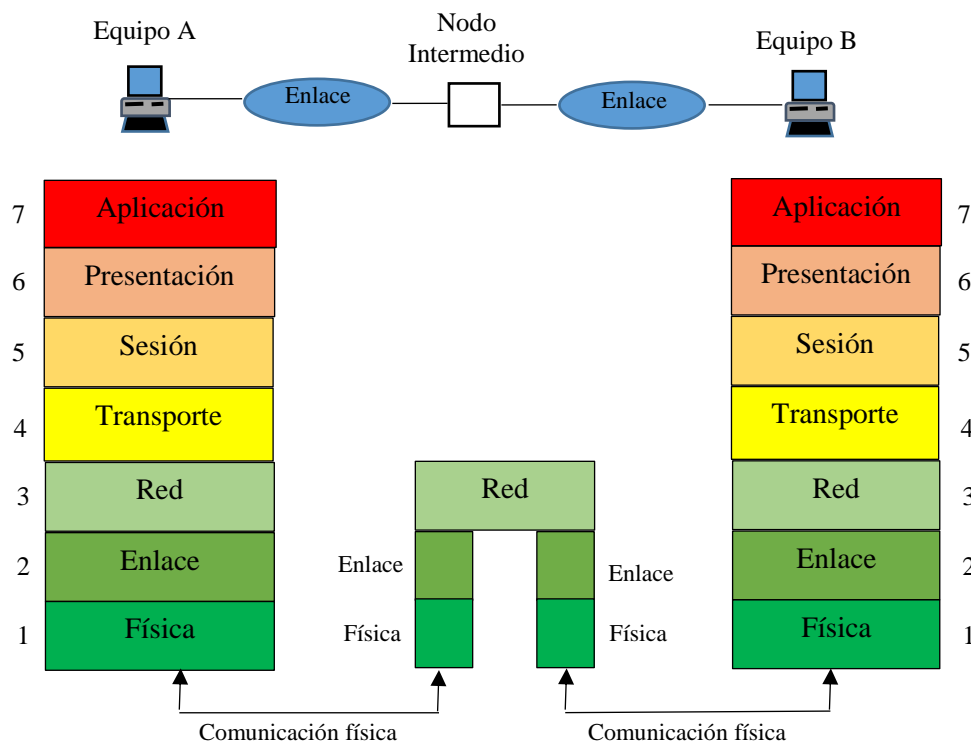 Equipo A
Nodo
Intermedio
Equipo B
Enlace
Enlace
7
Aplicación
Aplicación
7
6
Presentación
Presentación
6
5
Sesión
Sesión
5
4
Transporte
Transporte
4
3
Red
Red
Red
3
2
Enlace
Enlace
Enlace
Enlace
2
1
Física
Física
Física
Física
1
Comunicación física
Comunicación física